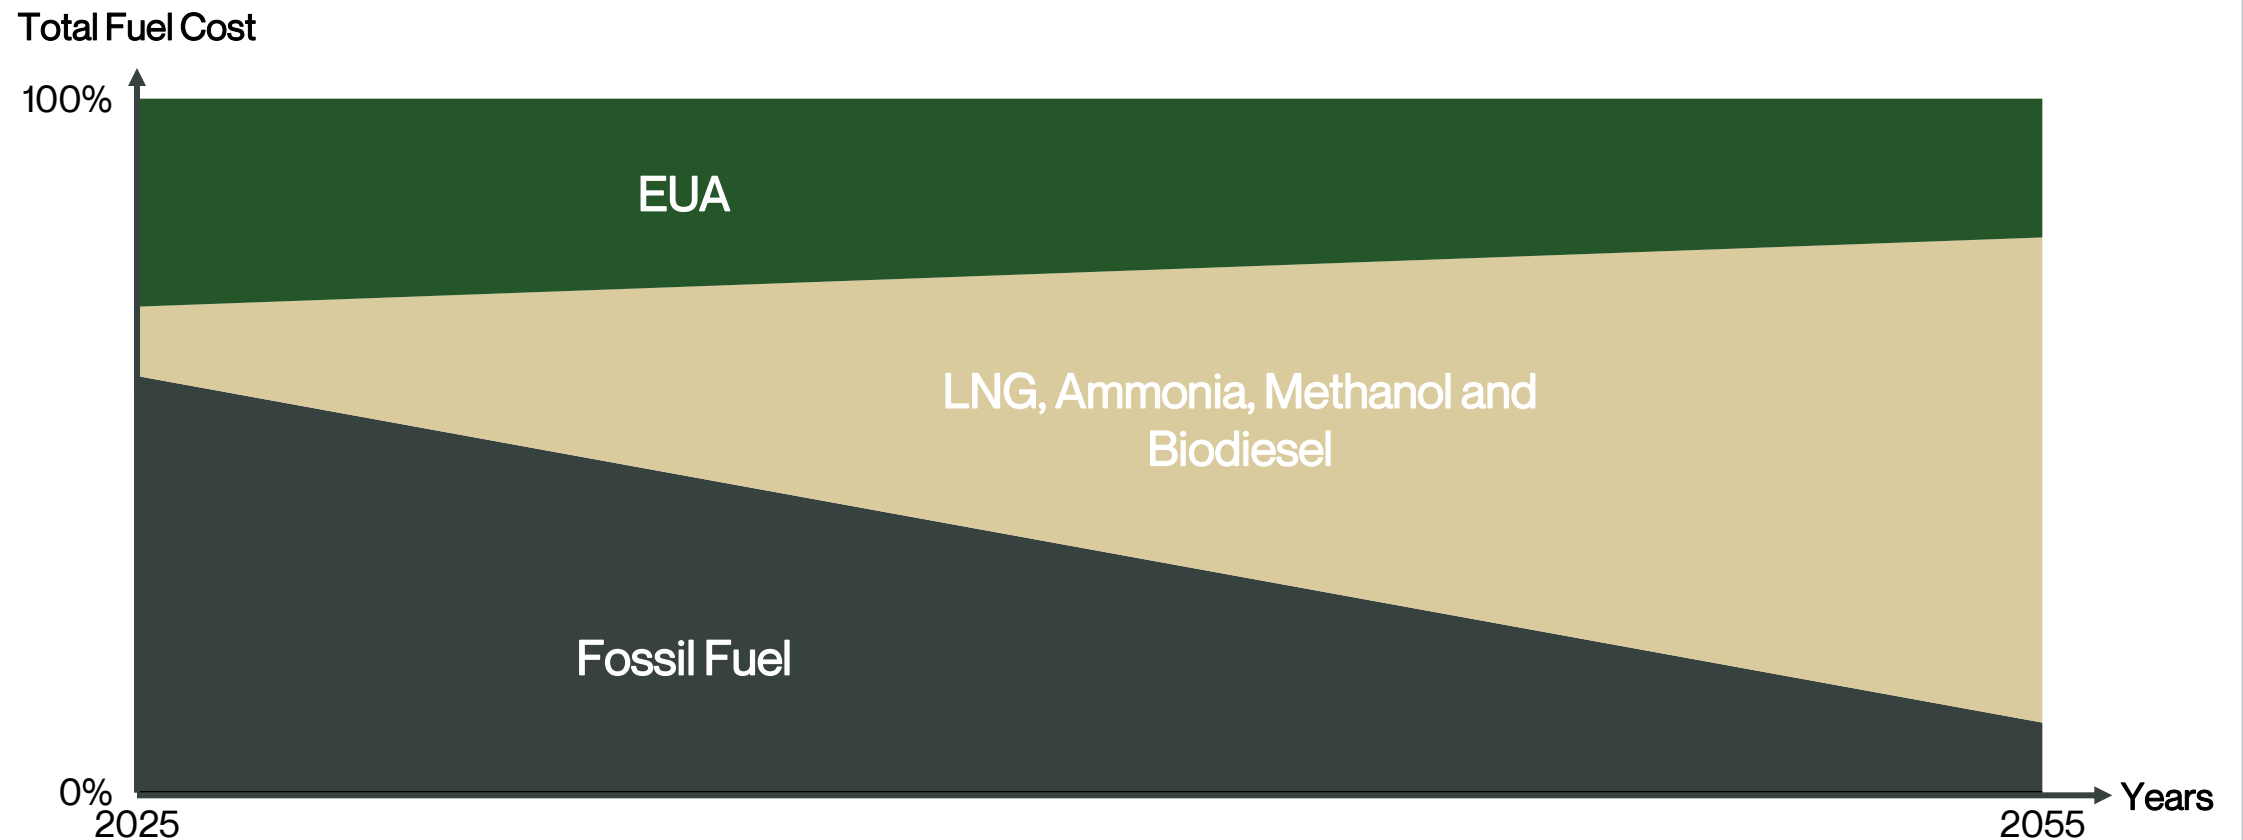 Total Fuel Cost
100%
EUA
LNG, Ammonia, Methanol and
Biodiesel
Fossil Fuel
0%
Years
2025
2055